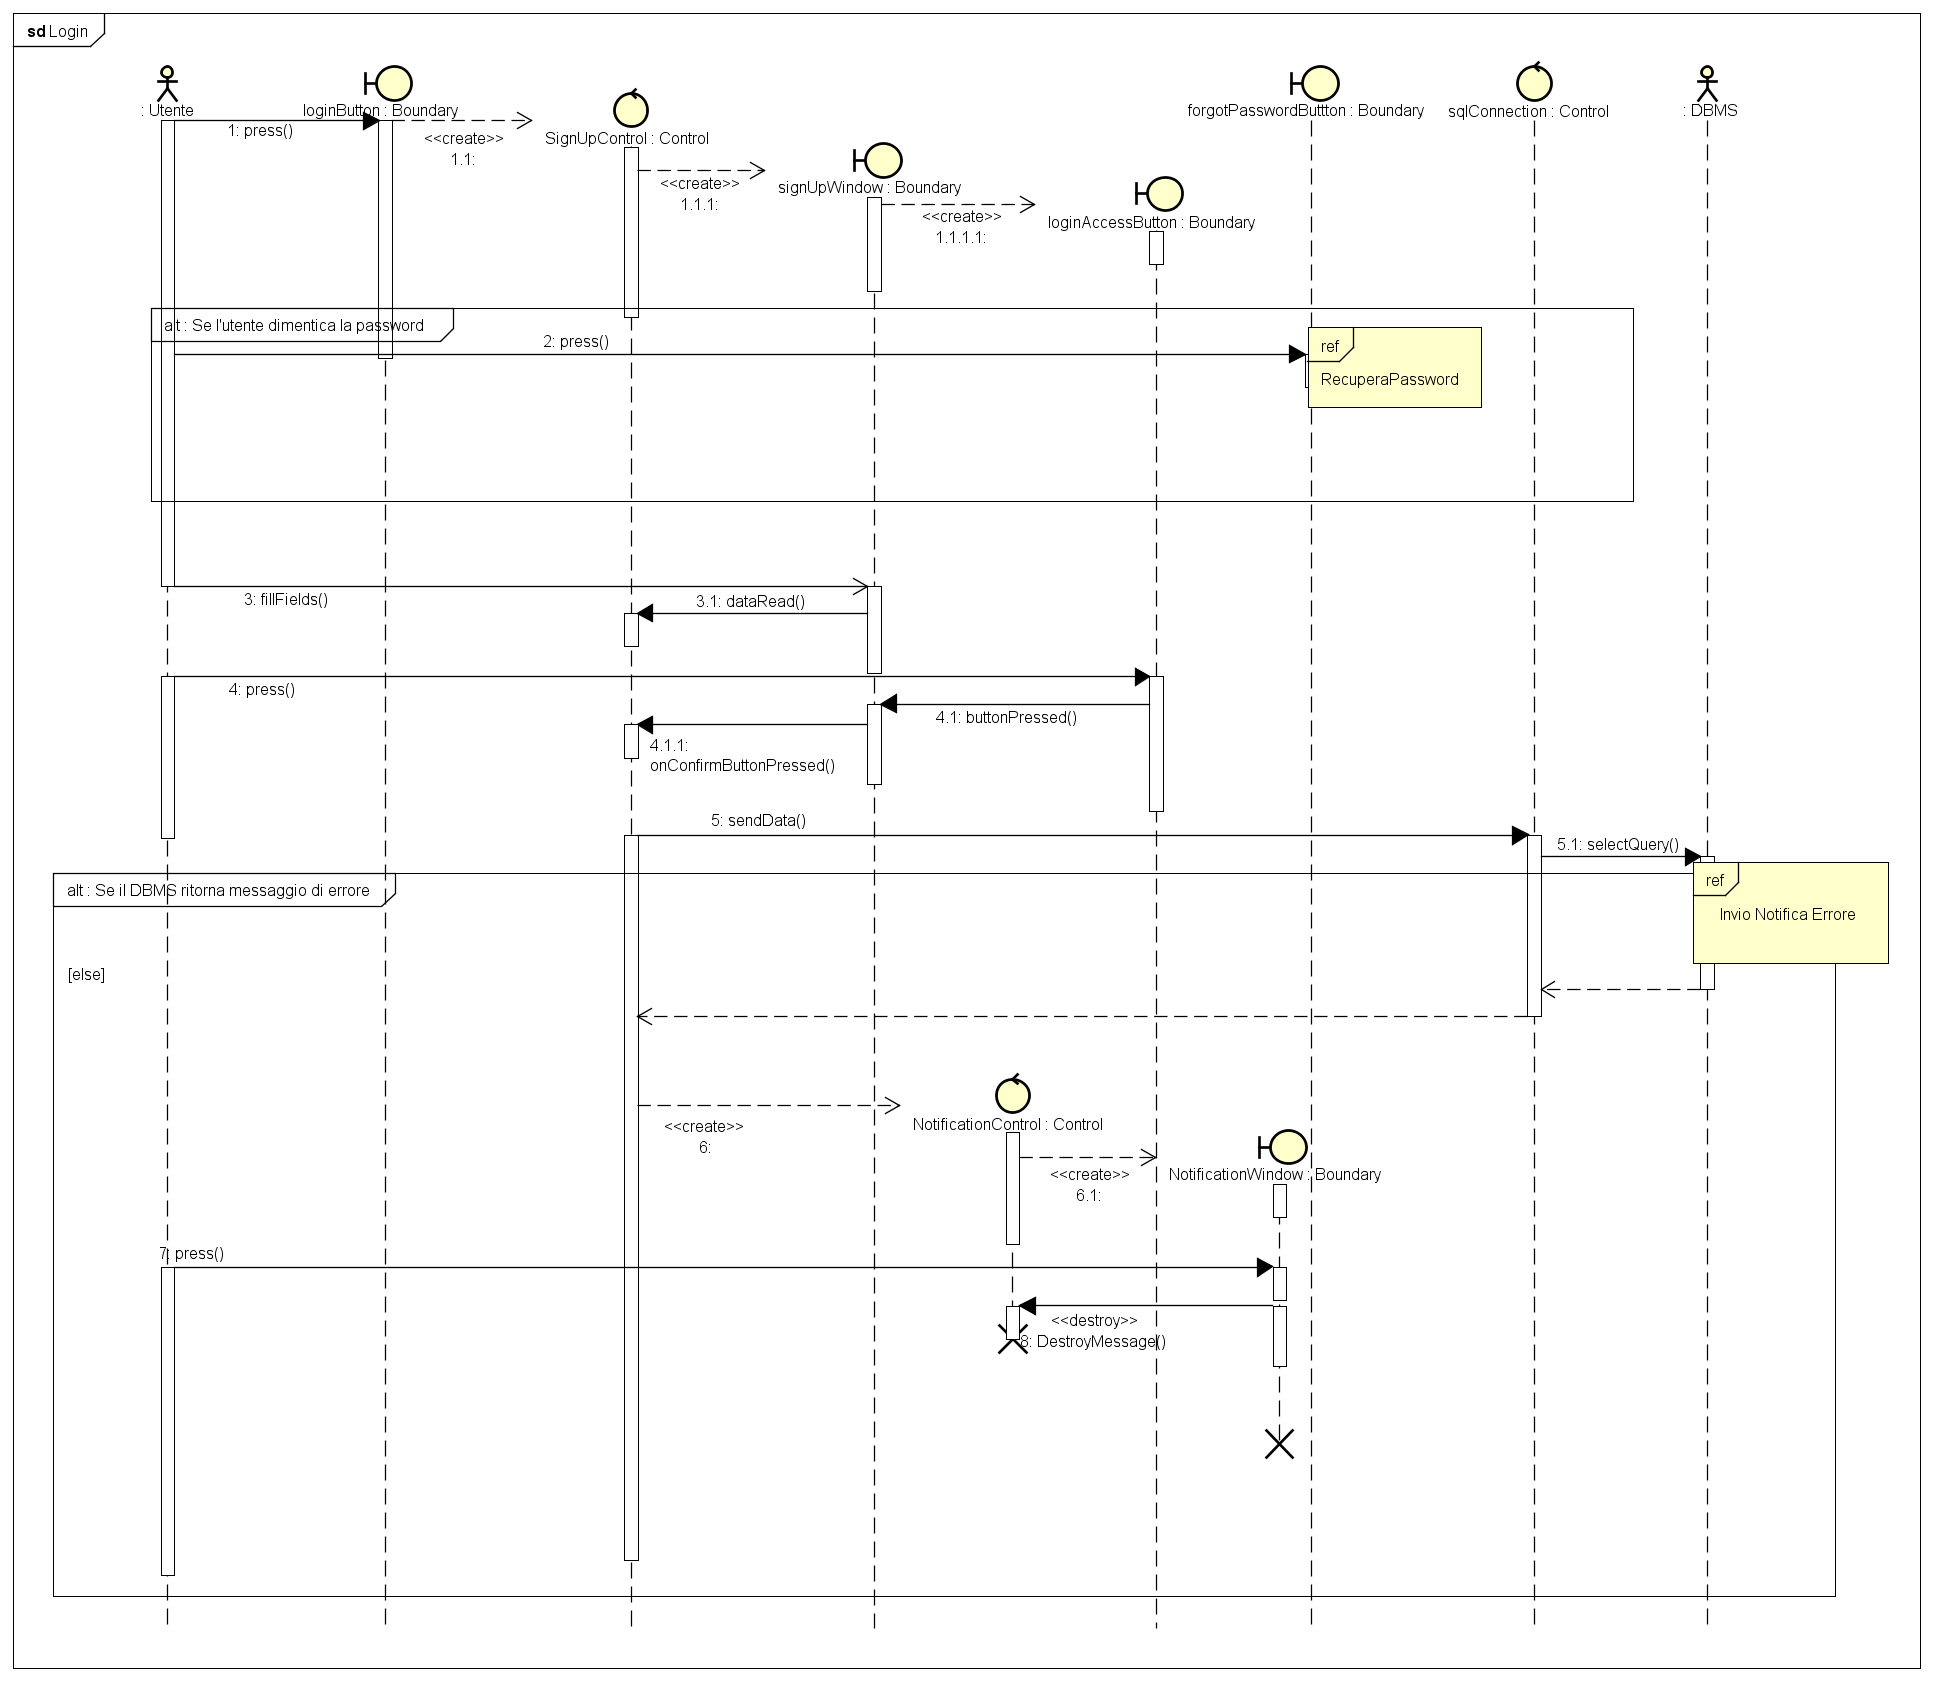 sd Login
: Utente
loginButton : Boundary
forgotPasswordButtton : Boundary
sqlConnection : Control
: DBMS
1: press()
<<create>>
1.1:
SignUpControl : Control
<<create>>
1.1.1:
signUpWindow : Boundary
<<create>>
1.1.1.1:
loginAccessButton : Boundary
alt : Se l'utente dimentica la password
2: press()
ref
RecuperaPassword
3: fillFields()
3.1: dataRead()
4: press()
4.1: buttonPressed()
4.1.1:
onConfirmButtonPressed()
5: sendData()
5.1: selectQuery()
alt : Se il DBMS ritorna messaggio di errore
ref
Invio Notifica Errore
[else]
<<create>>
6:
NotificationControl : Control
<<create>>
6.1:
NotificationWindow : Boundary
7: press()
<<destroy>>
8: DestroyMessage()